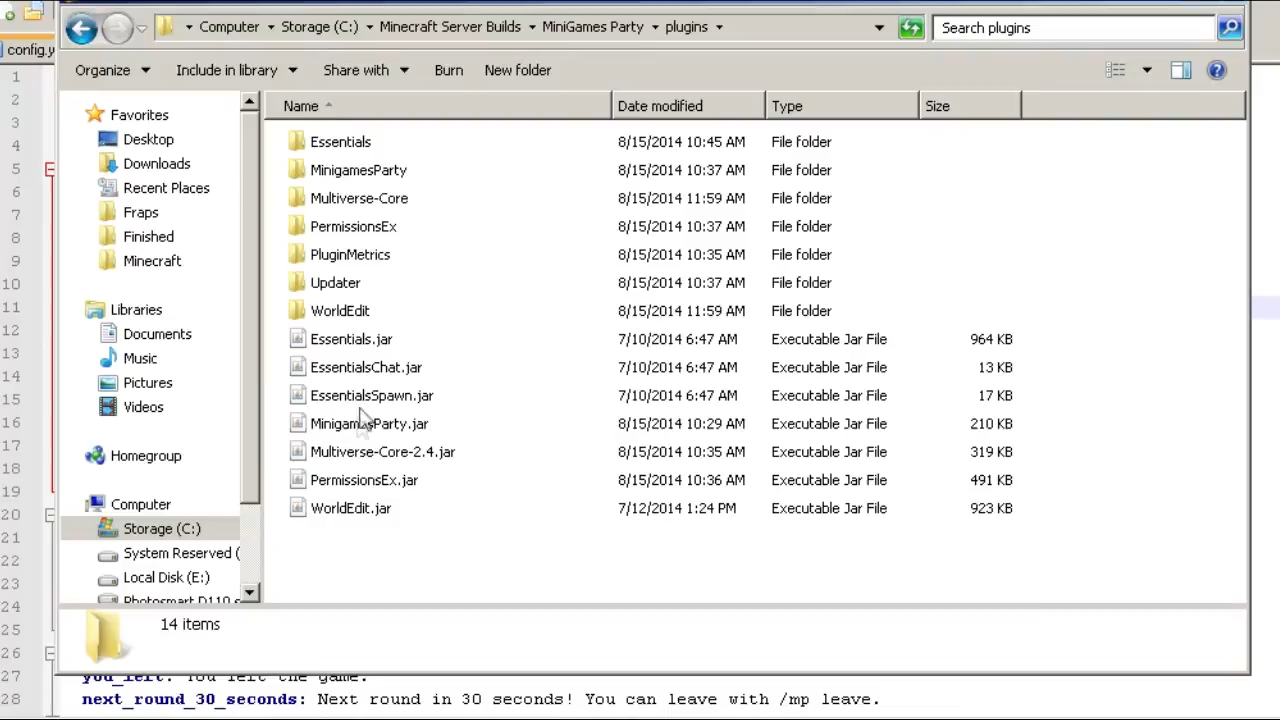 Computer Storage (C:) Minecraft Server Builds MiniGames Party plugins Search plugins
config.y
Organize Include in library Share with Burn New folder
Name Date modified Type Size
Favorites
Desktop
Downloads
Recent Places
Fraps
Finished
Minecraft
Libraries
Documents
Music
Pictures
Videos
Homegroup
Computer
Storage (C:)
System Reserved (
Local Disk (E:)
Photosmart D110 s
Essentials 8/15/2014 10:45 AM File folder
MinigamesParty 8/15/2014 10:37 AM File folder
Multiverse-Core 8/15/2014 11:59 AM File folder
PermissionsEx 8/15/2014 10:37 AM File folder
PluginMetrics 8/15/2014 10:35 AM File folder
Updater 8/15/2014 10:37 AM File folder
WorldEdit 8/15/2014 11:59 AM File folder
Essentials.jar 7/10/2014 6:47 AM Executable Jar File 964 KB
EssentialsChat.jar 7/10/2014 6:47 AM Executable Jar File 13 KB
EssentialsSpawn.jar 7/10/2014 6:47 AM Executable Jar File 17 KB
MinigamesParty.jar 8/15/2014 10:29 AM Executable Jar File 210 KB
Multiverse-Core-2.4.jar 8/15/2014 10:35 AM Executable Jar File 319 KB
PermissionsEx.jar 8/15/2014 10:36 AM Executable Jar File 491 KB
WorldEdit.jar 7/12/2014 1:24 PM Executable Jar File 923 KB
14 items
1
2
3
4
5
6
7
8
9
10
11
12
13
14
15
16
17
18
19
20
21
22
23
24
25
26
27 you_left: You left the game.
28 next_round_30_seconds: Next round in 30 seconds! You can leave with /mp leave.